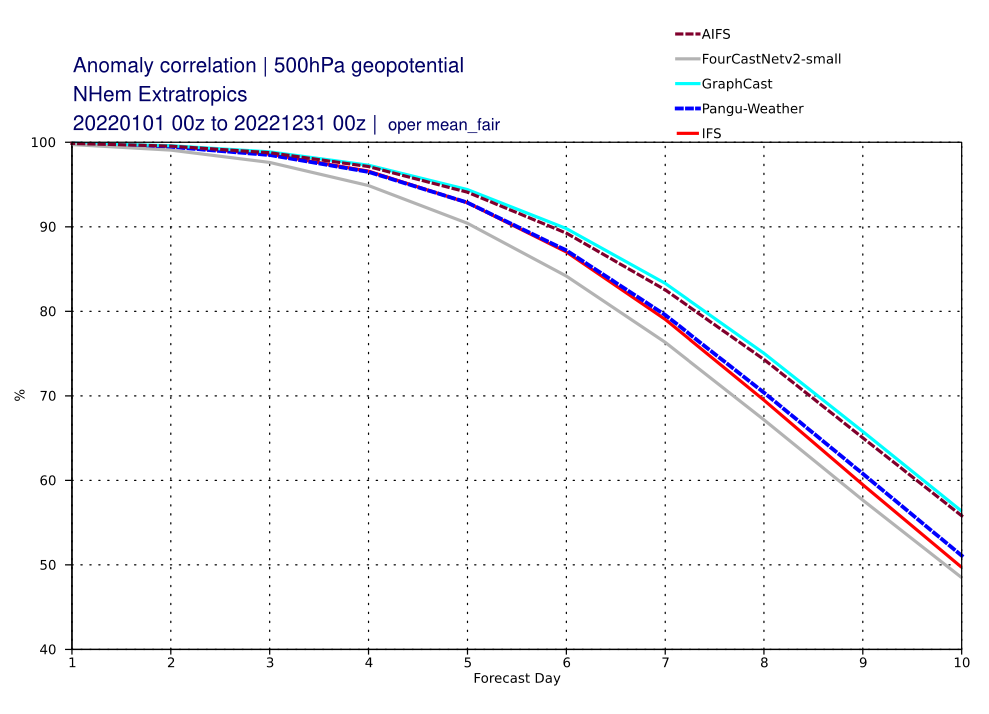 AIFS
FourCastNetv2-small
GraphCast
Pangu-Weather
IFS
Anomaly correlation | 500hPa geopotential
NHem Extratropics
20220101 00z to 20221231 00z | oper mean_fair
100
90
80
70
60
50
40
%
1 2 3 4 5 6 7 8 9 10
Forecast Day